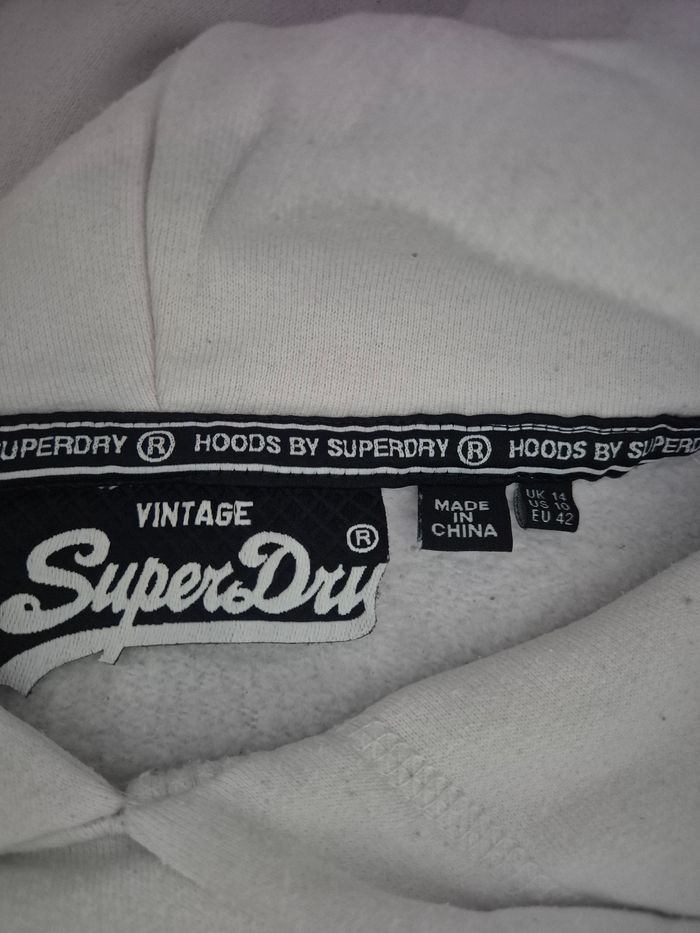 SUPERDRY ® HOODS BY SUPERDRY ® HOODS BY SUPERD
VINTAGE
SuperDry ®
MADE
IN
CHINA
UK 14
US 10
EU 42